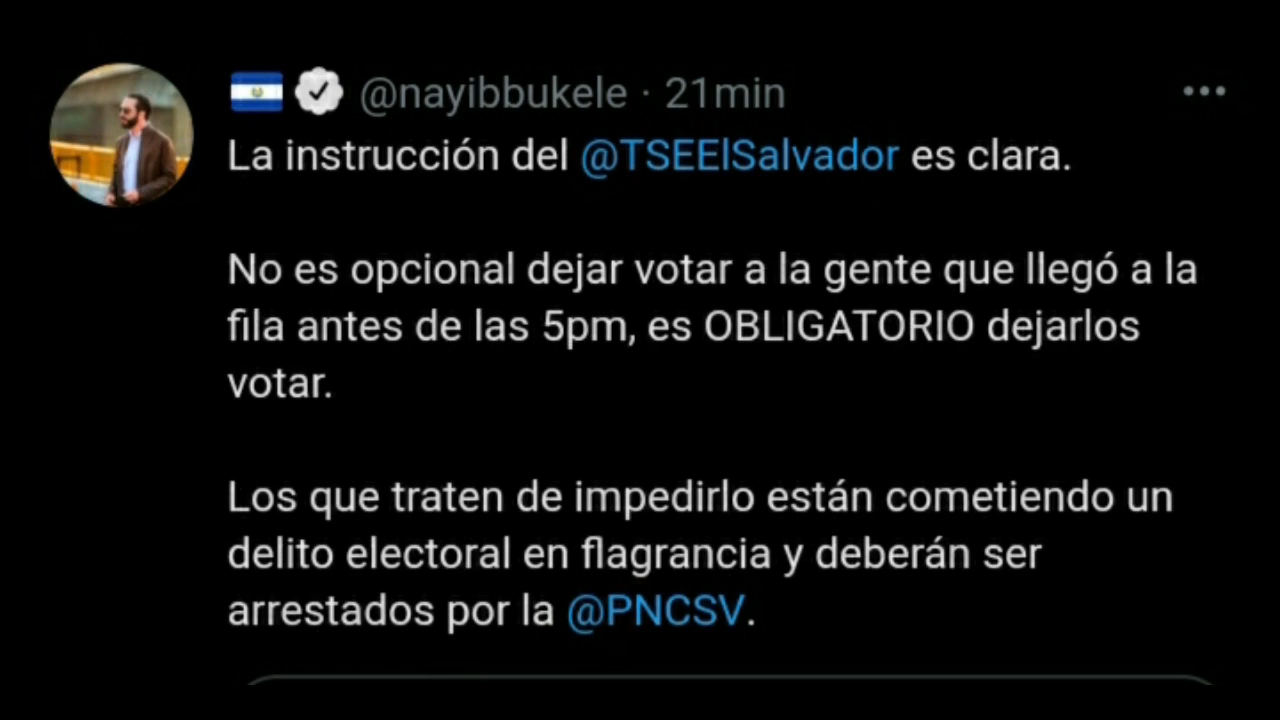 @nayibbukele · 21min
La instrucción del @TSEElSalvador es clara.
No es opcional dejar votar a la gente que llegó a la
fila antes de las 5pm, es OBLIGATORIO dejarlos
votar.
Los que traten de impedirlo están cometiendo un
delito electoral en flagrancia y deberán ser
arrestados por la @PNCSV.